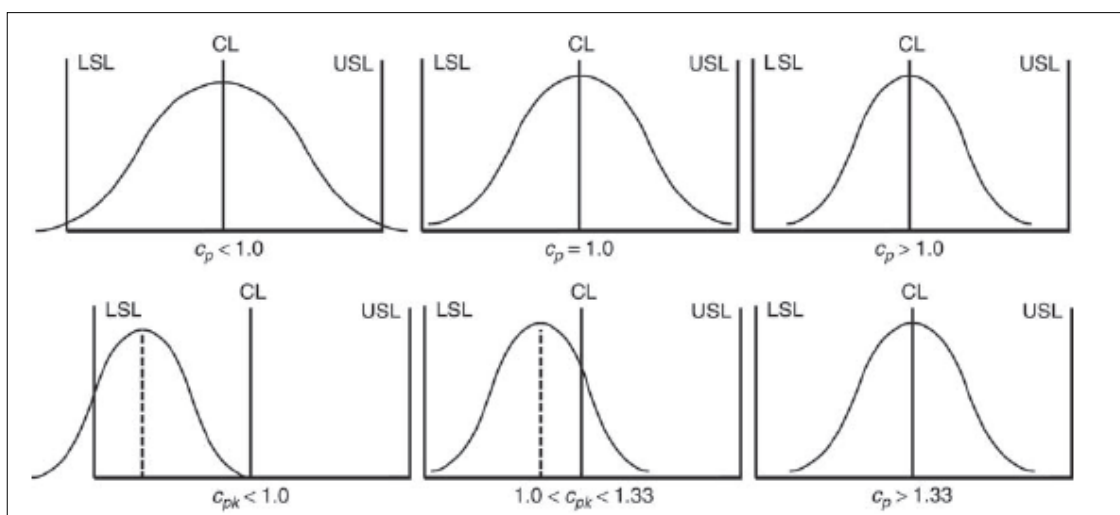 LSL CL USL
c_p < 1.0
LSL CL USL
c_p = 1.0
LSL CL USL
c_p > 1.0
LSL CL USL
c_pk < 1.0
LSL CL USL
1.0 < c_pk < 1.33
LSL CL USL
c_p > 1.33